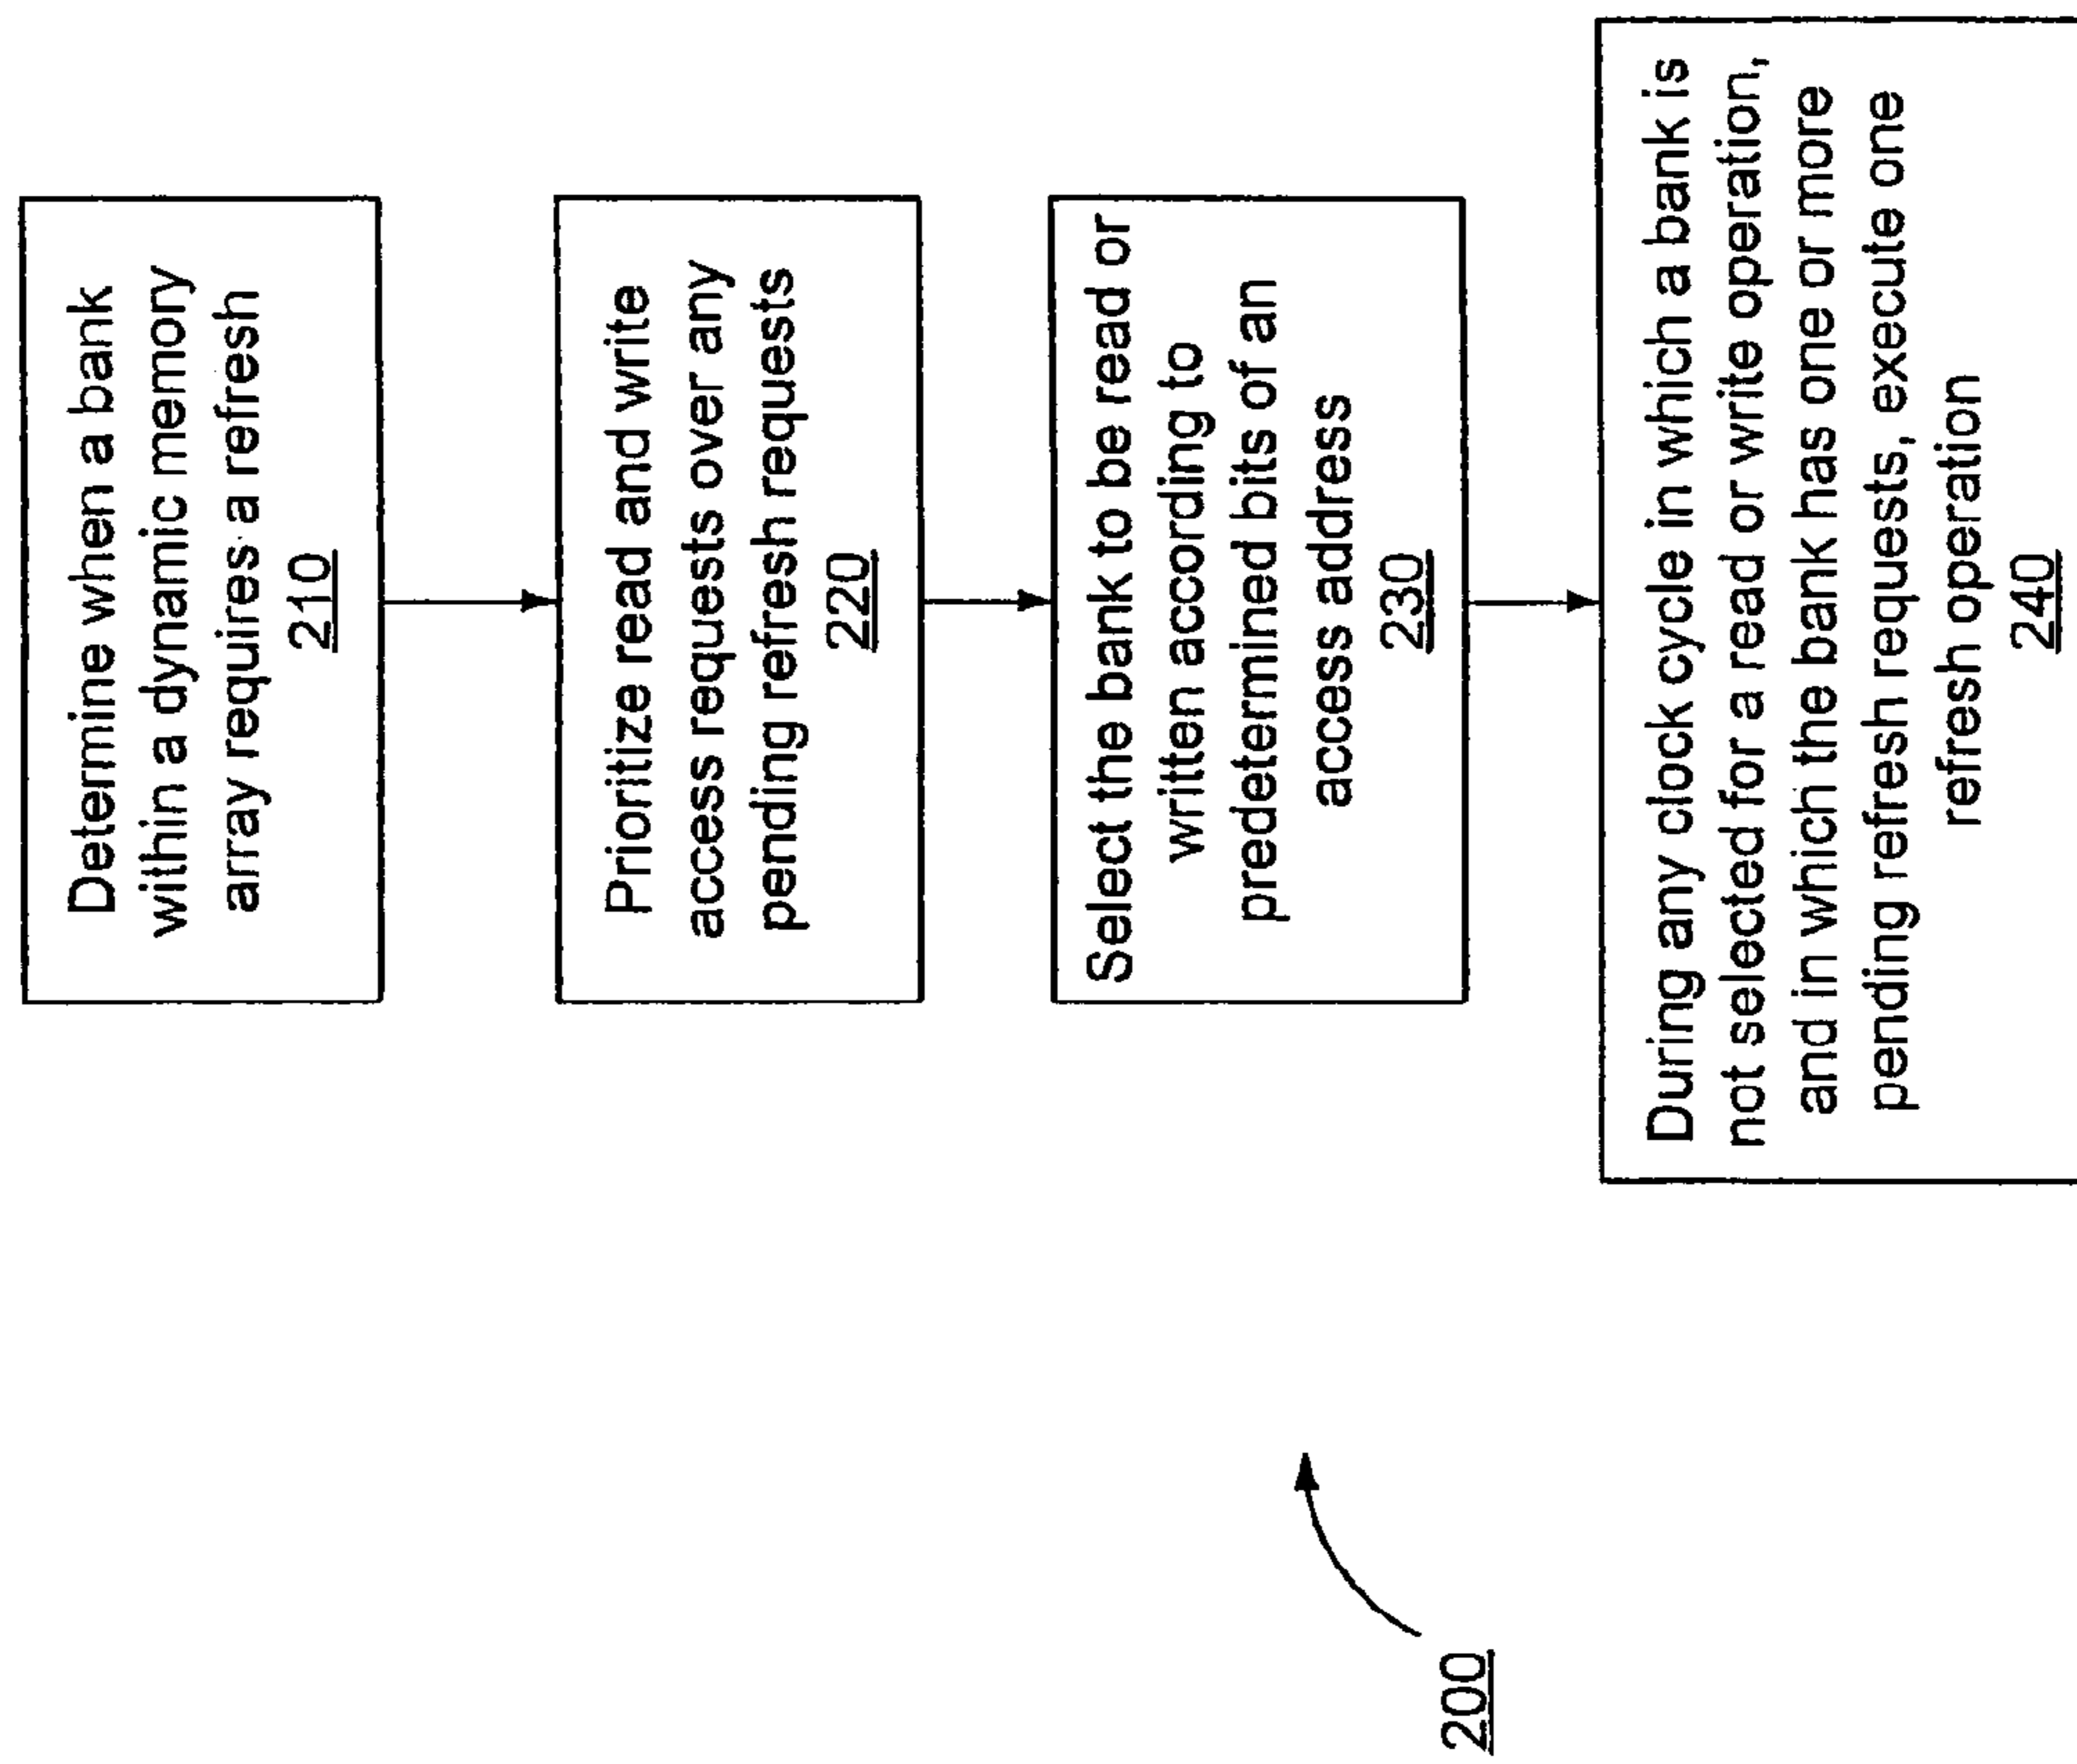 Determine when a bank
within a dynamic memory
array requires a refresh
210
Prioritize read and write
access requests over any
pending refresh requests
220
Select the bank to be read or
written according to
predetermined bits of an
access address
230
During any clock cycle in which a bank is
not selected for a read or write operation,
and in which the bank has one or more
pending refresh requests, execute one
refresh operation
240
200